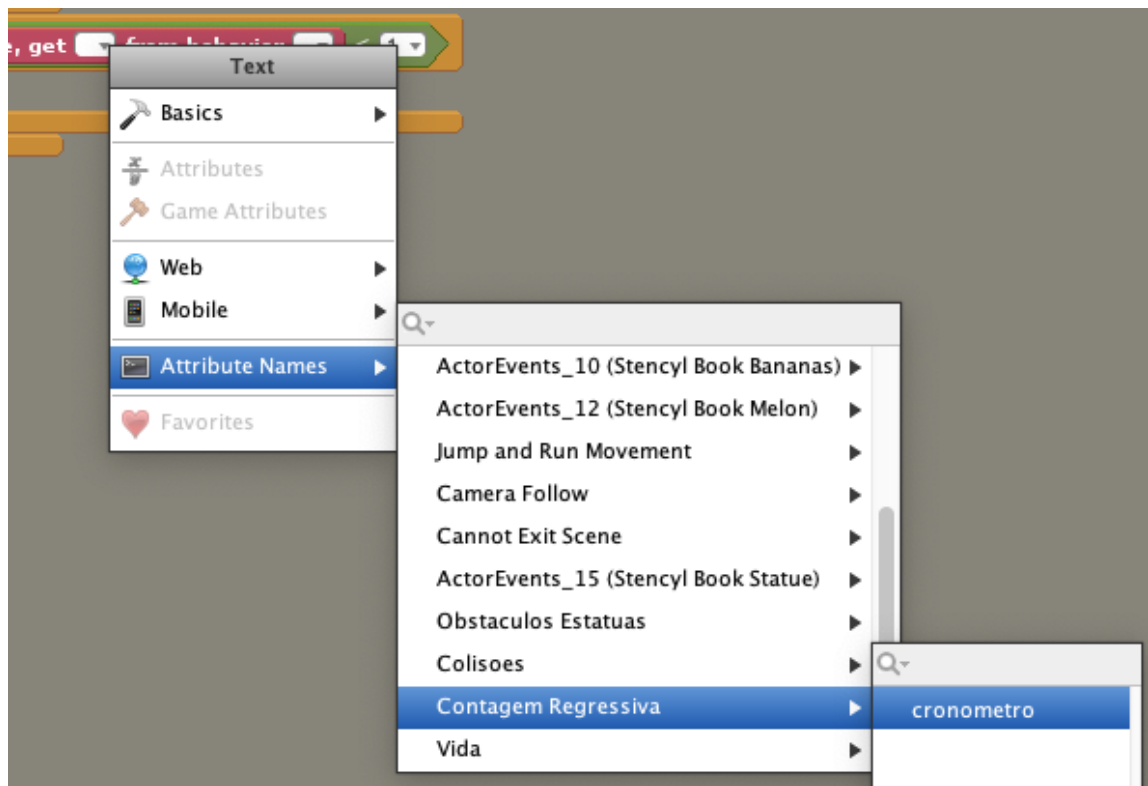 , get
Text
Basics
Attributes
Game Attributes
Web
Mobile
Attribute Names
Favorites
ActorEvents_10 (Stencyl Book Bananas)
ActorEvents_12 (Stencyl Book Melon)
Jump and Run Movement
Camera Follow
Cannot Exit Scene
ActorEvents_15 (Stencyl Book Statue)
Obstaculos Estatuas
Colisoes
Contagem Regressiva
Vida
cronometro